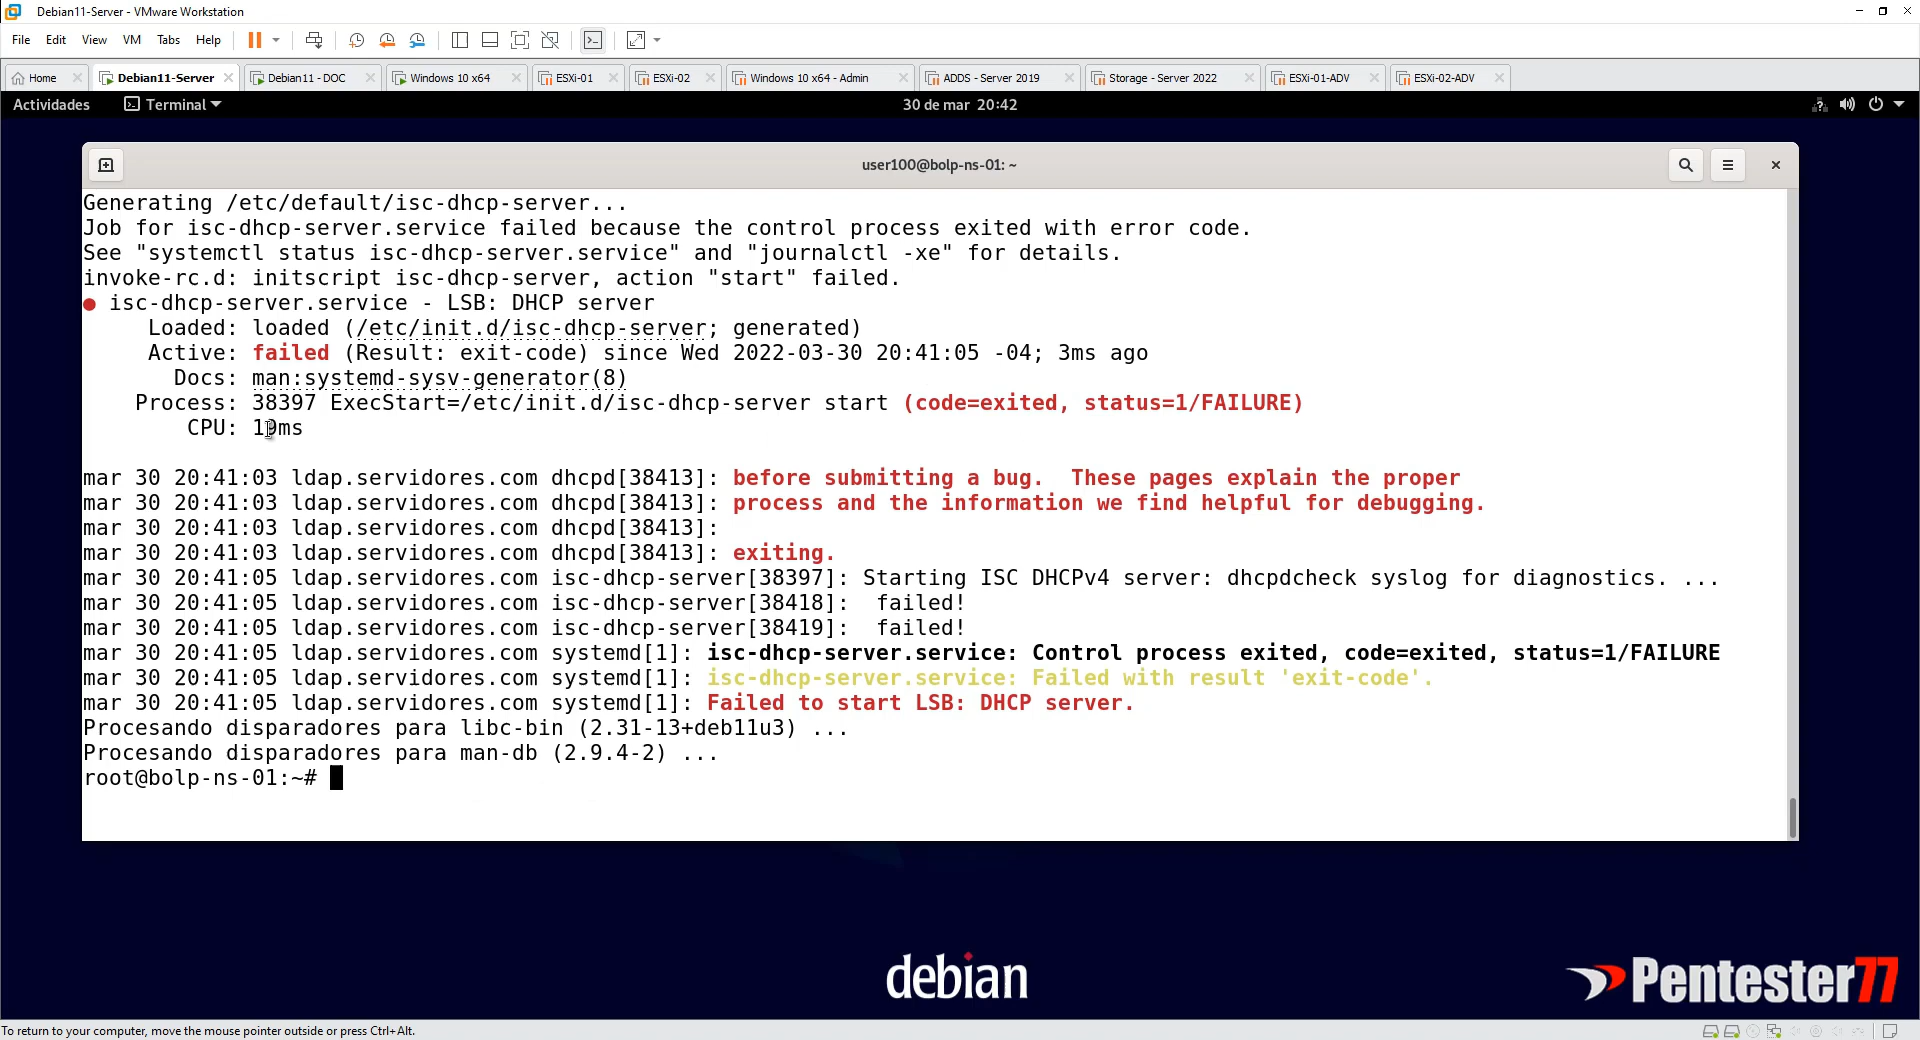 Debian11-Server - VMware Workstation
File Edit View VM Tabs Help
Home Debian11-Server Debian11 - DOC Windows 10 x64 ESXi-01 ESXi-02 Windows 10 x64 - Admin ADDS - Server 2019 Storage - Server 2022 ESXi-01-ADV ESXi-02-ADV
Actividades Terminal 30 de mar 20:42
user100@bolp-ns-01: ~
Generating /etc/default/isc-dhcp-server...
Job for isc-dhcp-server.service failed because the control process exited with error code.
See "systemctl status isc-dhcp-server.service" and "journalctl -xe" for details.
invoke-rc.d: initscript isc-dhcp-server, action "start" failed.
● isc-dhcp-server.service - LSB: DHCP server
Loaded: loaded (/etc/init.d/isc-dhcp-server; generated)
Active: failed (Result: exit-code) since Wed 2022-03-30 20:41:05 -04; 3ms ago
Docs: man:systemd-sysv-generator(8)
Process: 38397 ExecStart=/etc/init.d/isc-dhcp-server start (code=exited, status=1/FAILURE)
CPU: 19ms
mar 30 20:41:03 ldap.servidores.com dhcpd[38413]: before submitting a bug.  These pages explain the proper
mar 30 20:41:03 ldap.servidores.com dhcpd[38413]: process and the information we find helpful for debugging.
mar 30 20:41:03 ldap.servidores.com dhcpd[38413]:
mar 30 20:41:03 ldap.servidores.com dhcpd[38413]: exiting.
mar 30 20:41:05 ldap.servidores.com isc-dhcp-server[38397]: Starting ISC DHCPv4 server: dhcpdcheck syslog for diagnostics. ...
mar 30 20:41:05 ldap.servidores.com isc-dhcp-server[38418]:  failed!
mar 30 20:41:05 ldap.servidores.com isc-dhcp-server[38419]:  failed!
mar 30 20:41:05 ldap.servidores.com systemd[1]: isc-dhcp-server.service: Control process exited, code=exited, status=1/FAILURE
mar 30 20:41:05 ldap.servidores.com systemd[1]: isc-dhcp-server.service: Failed with result 'exit-code'.
mar 30 20:41:05 ldap.servidores.com systemd[1]: Failed to start LSB: DHCP server.
Procesando disparadores para libc-bin (2.31-13+deb11u3) ...
Procesando disparadores para man-db (2.9.4-2) ...
root@bolp-ns-01:~#
debian
Pentester77
To return to your computer, move the mouse pointer outside or press Ctrl+Alt.